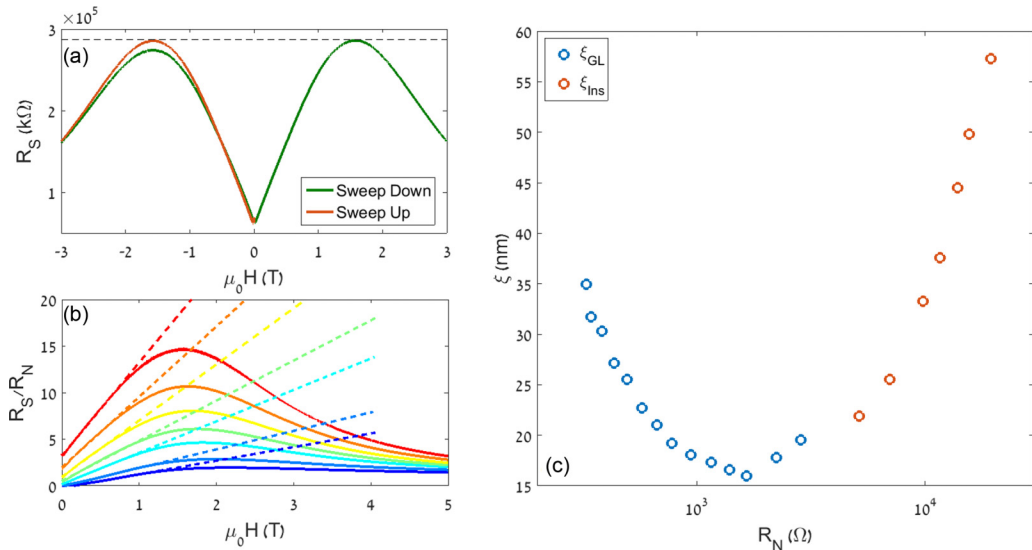 ×10⁵
(a)
3
2
1
R_S (kΩ)
-3 -2 -1 0 1 2 3
μ₀H (T)
Sweep Down
Sweep Up
(b)
20
15
10
5
0
R_S/R_N
0 1 2 3 4 5
μ₀H (T)
60
55
50
45
40
35
30
25
20
15
ξ (nm)
ξ_GL
ξ_Ins
(c)
10³ 10⁴
R_N (Ω)